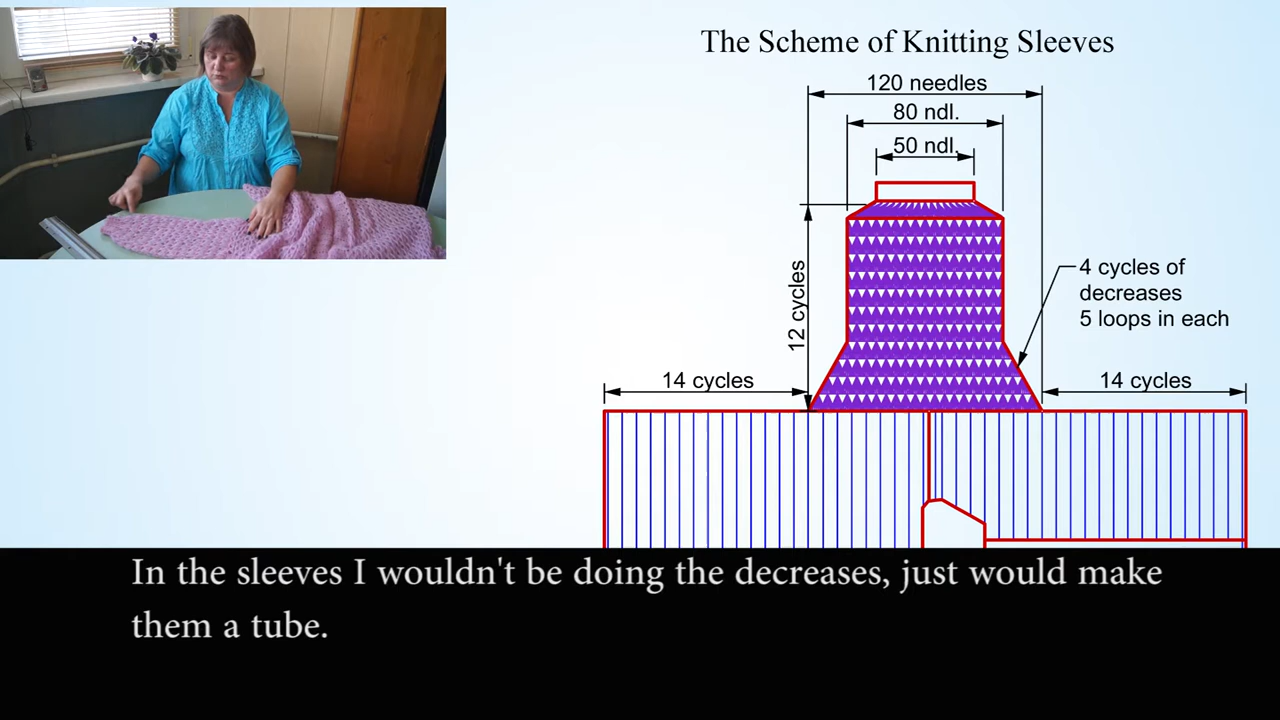 The Scheme of Knitting Sleeves
120 needles
80 ndl.
50 ndl.
12 cycles
4 cycles of
decreases
5 loops in each
14 cycles
14 cycles
In the sleeves I wouldn't be doing the decreases, just would make
them a tube.